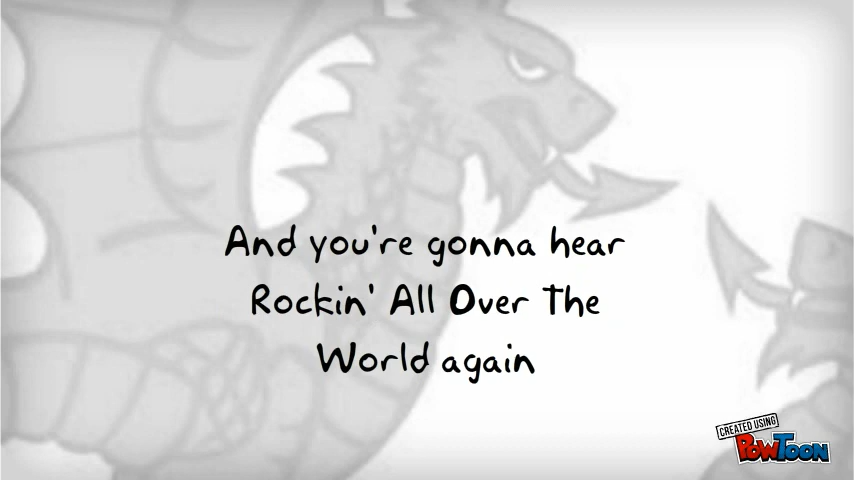 And you're gonna hear
Rockin' All Over The
World again
CREATED USING
POWTOON